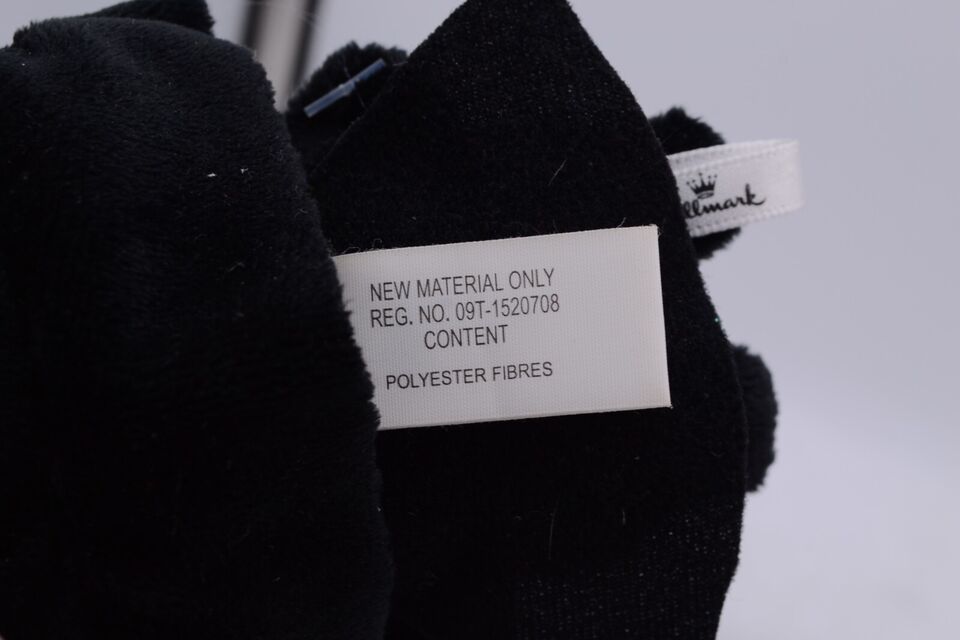 NEW MATERIAL ONLY
REG. NO. 09T-1520708
CONTENT
POLYESTER FIBRES